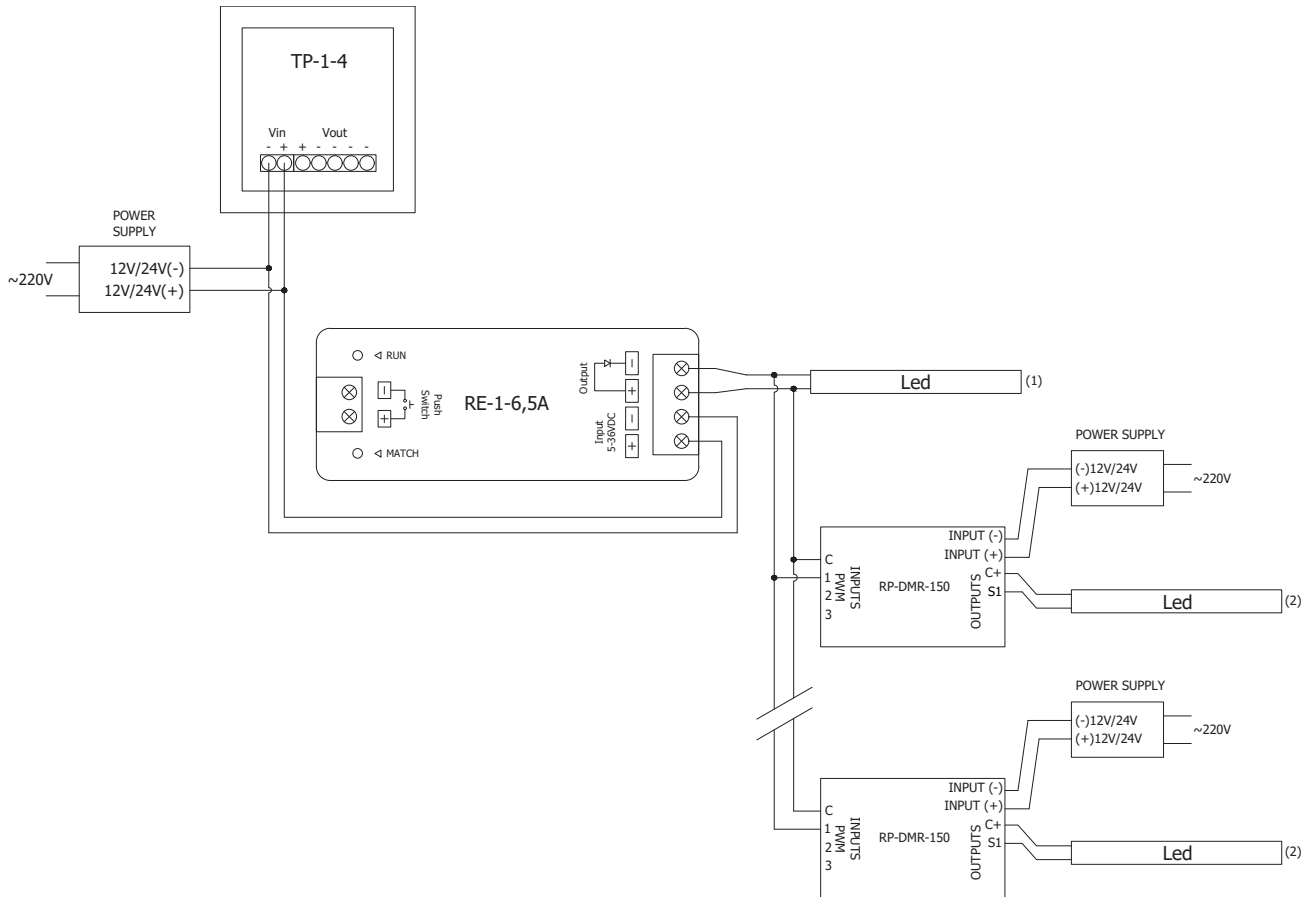 TP-1-4
Vin Vout
- + + - - - -
POWER
SUPPLY
~220V
12V/24V(-)
12V/24V(+)
RUN
Push
Switch
- 
+
MATCH
RE-1-6,5A
Output
Input
5-36VDC
-
+
-
+
Led
(1)
POWER SUPPLY
(-)12V/24V
(+)12V/24V
~220V
INPUT (-)
INPUT (+)
C
1
2
3
PWM
INPUTS
RP-DMR-150
OUTPUTS
C+
S1
Led
(2)
POWER SUPPLY
(-)12V/24V
(+)12V/24V
~220V
INPUT (-)
INPUT (+)
C
1
2
3
PWM
INPUTS
RP-DMR-150
OUTPUTS
C+
S1
Led
(2)